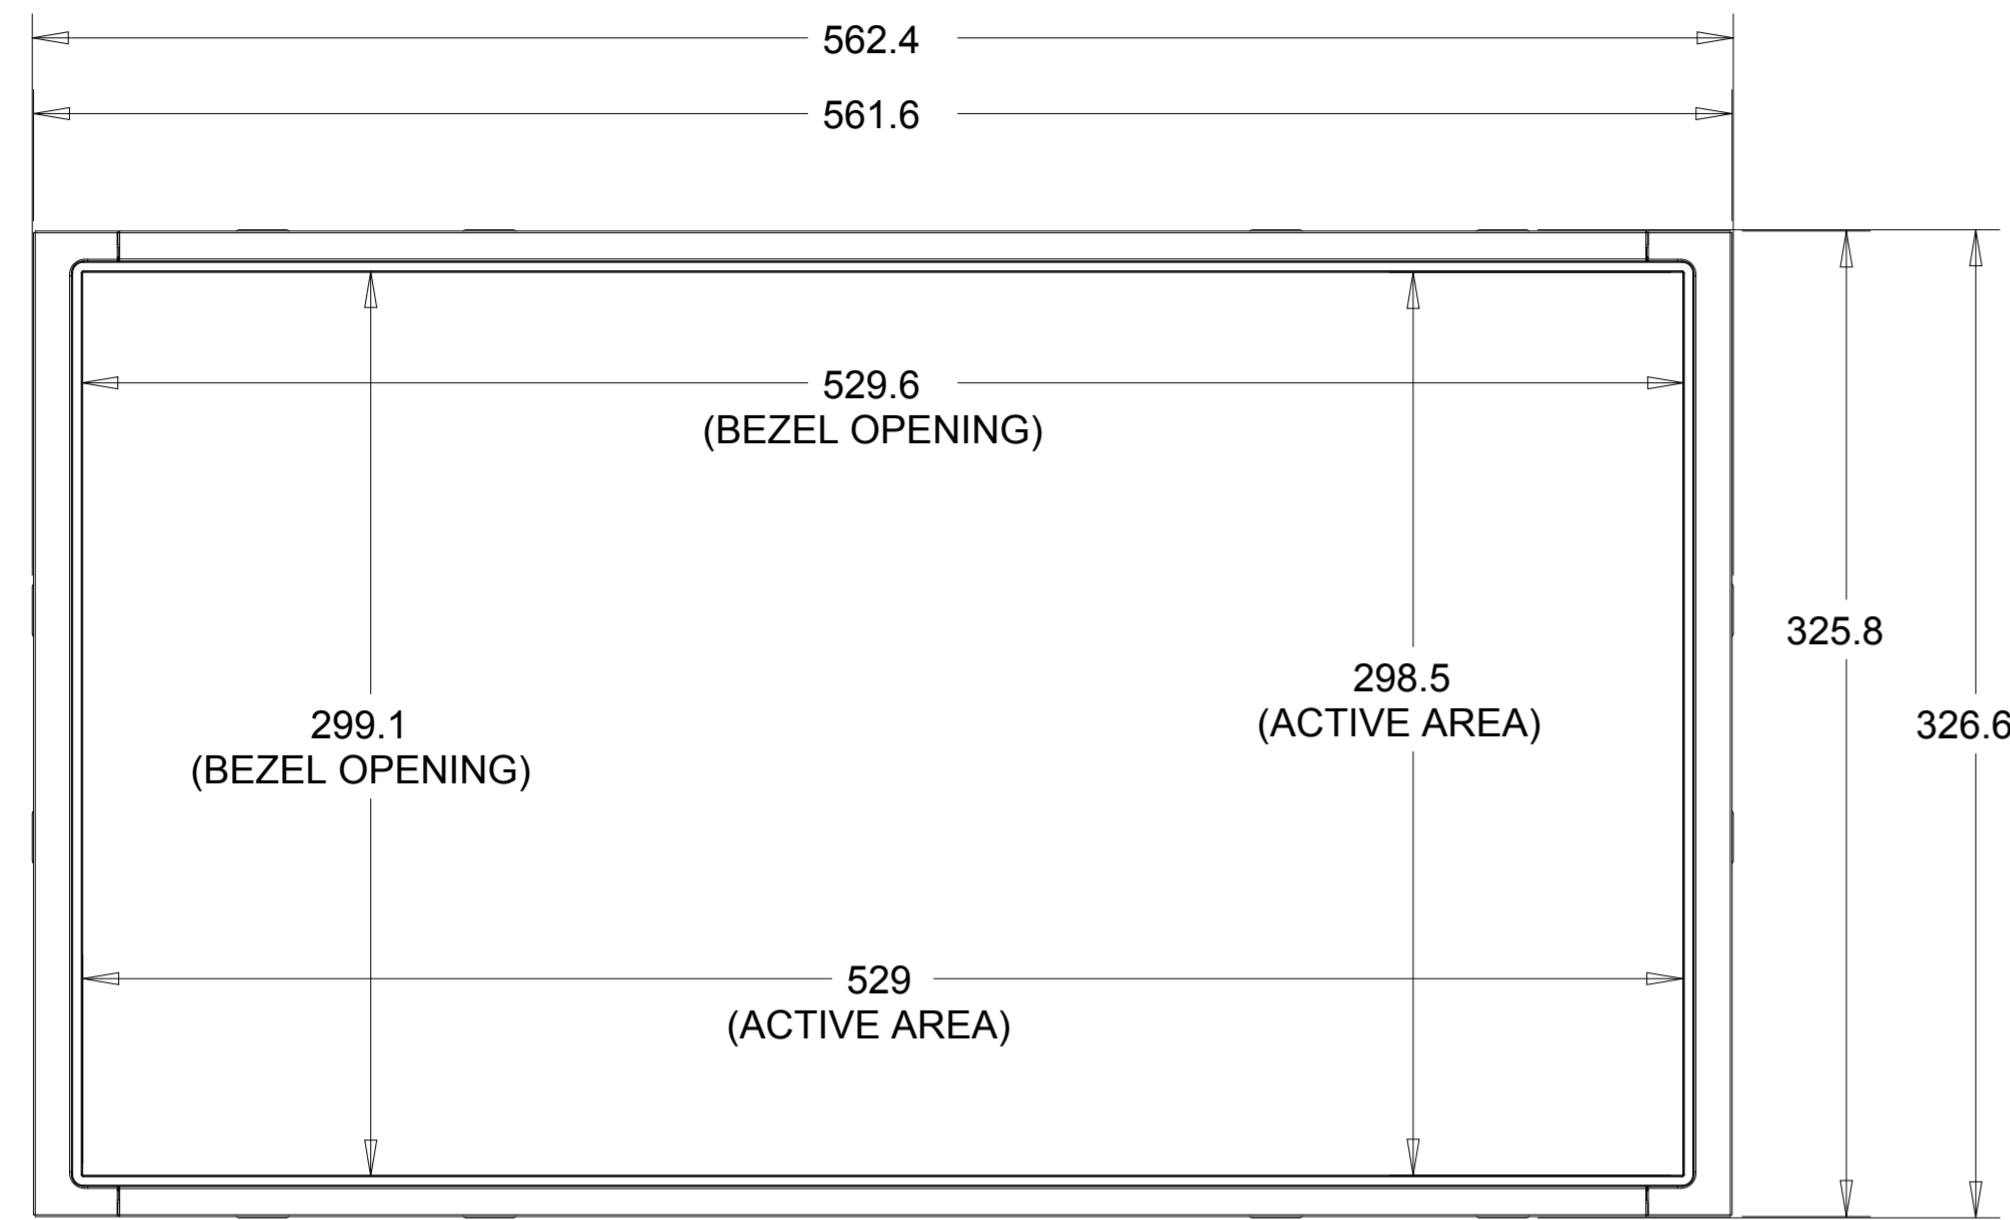 562.4
561.6
529.6
(BEZEL OPENING)
325.8
298.5
(ACTIVE AREA)
299.1
(BEZEL OPENING)
326.6
529
(ACTIVE AREA)